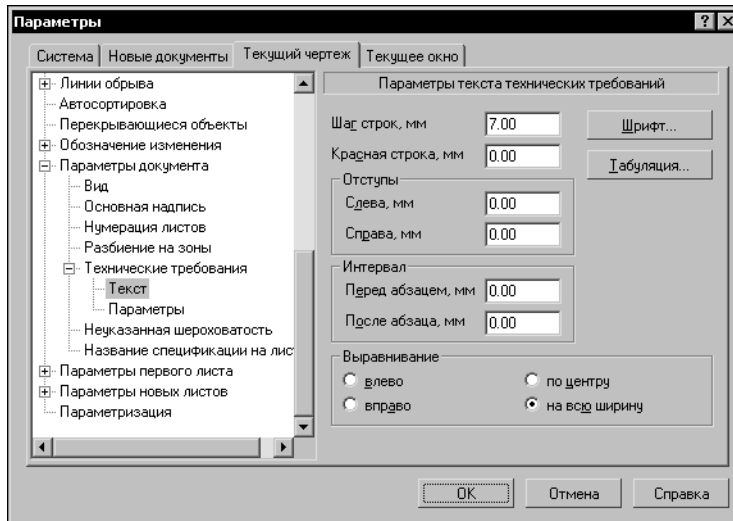 Параметры
Система Новые документы Текущий чертеж Текущее окно
Линии обрыва
Автосортировка
Перекрывающиеся объекты
Обозначение изменения
Параметры документа
Вид
Основная надпись
Нумерация листов
Разбиение на зоны
Технические требования
Текст
Параметры
Неуказанная шероховатость
Название спецификации на лис
Параметры первого листа
Параметры новых листов
Параметризация
Параметры текста технических требований
Шаг строк, мм 7.00 Шрифт...
Красная строка, мм 0.00 Табуляция...
Отступы
Слева, мм 0.00
Справа, мм 0.00
Интервал
Перед абзацем, мм 0.00
После абзаца, мм 0.00
Выравнивание
влево по центру
вправо на всю ширину
OK Отмена Справка